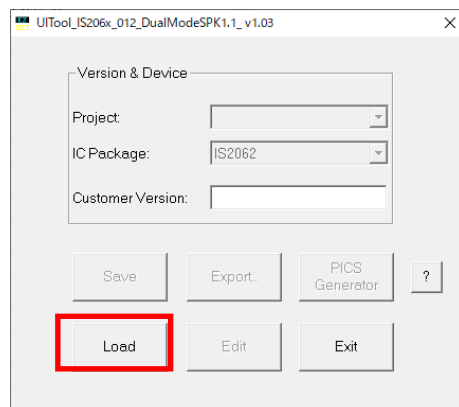 UITool_IS206x_012_DualModeSPK1.1_ v1.03
Version & Device
Project:
IC Package: IS2062
Customer Version:
Save Export.. PICS Generator ?
Load Edit Exit